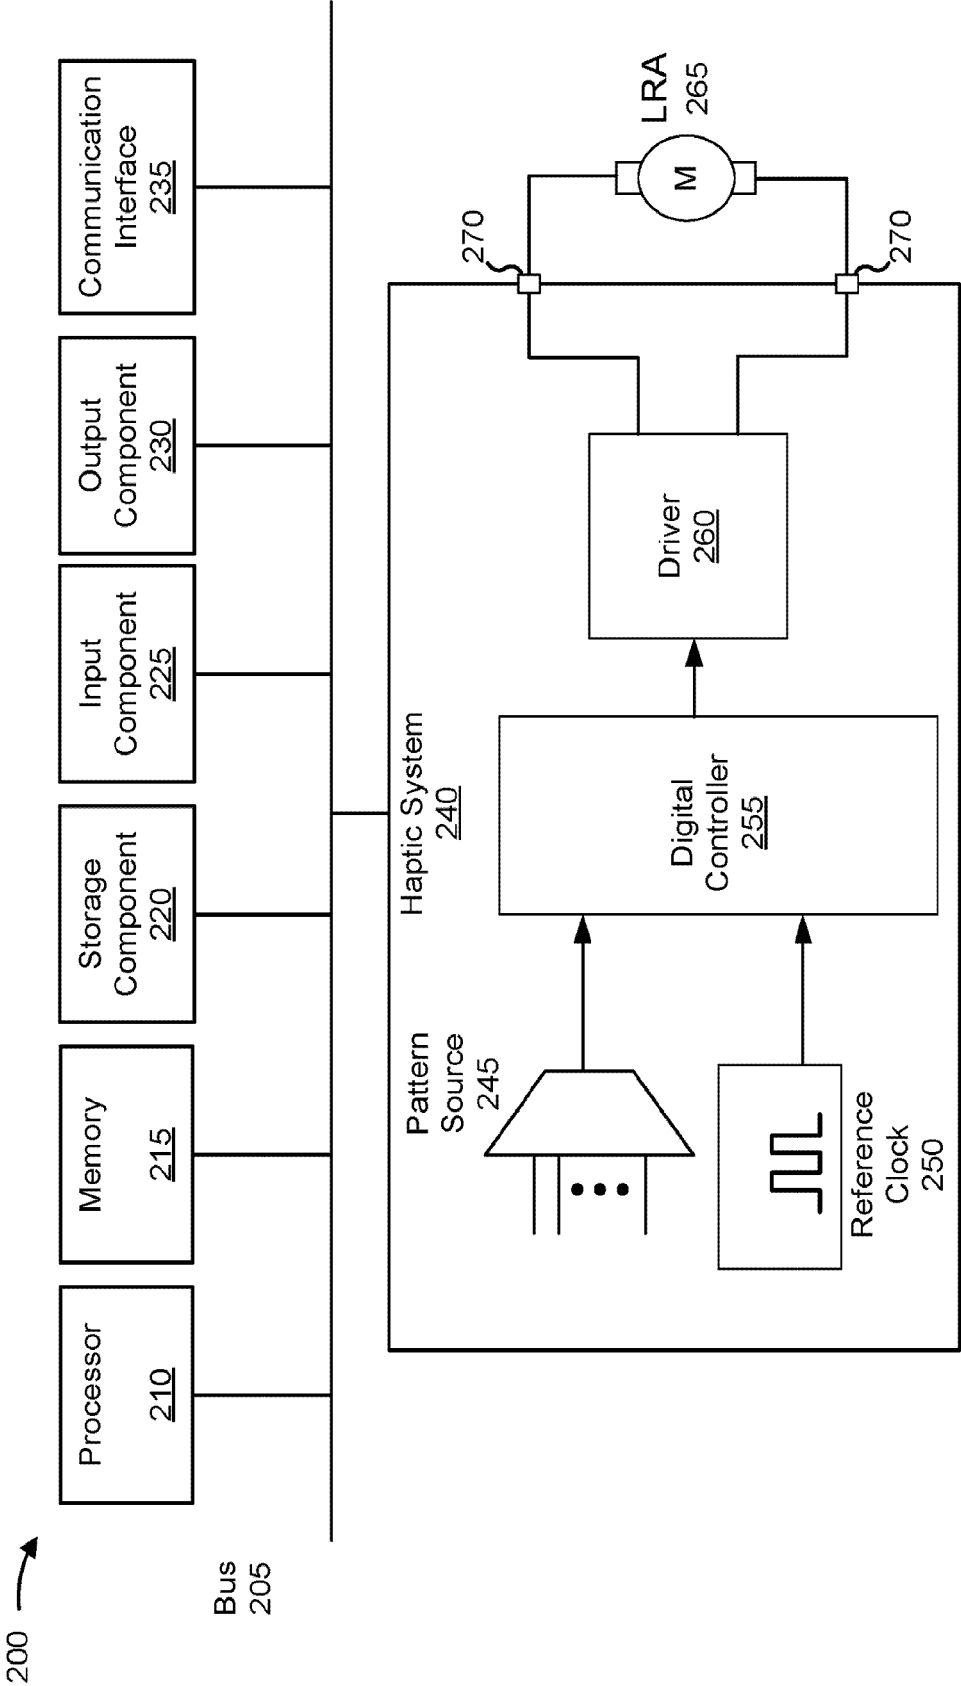 200
Processor
210
Memory
215
Storage
Component
220
Input
Component
225
Output
Component
230
Communication
Interface
235
Bus
205
Haptic System
240
Pattern
Source
245
Reference
Clock
250
Digital
Controller
255
Driver
260
270
270
M
LRA
265